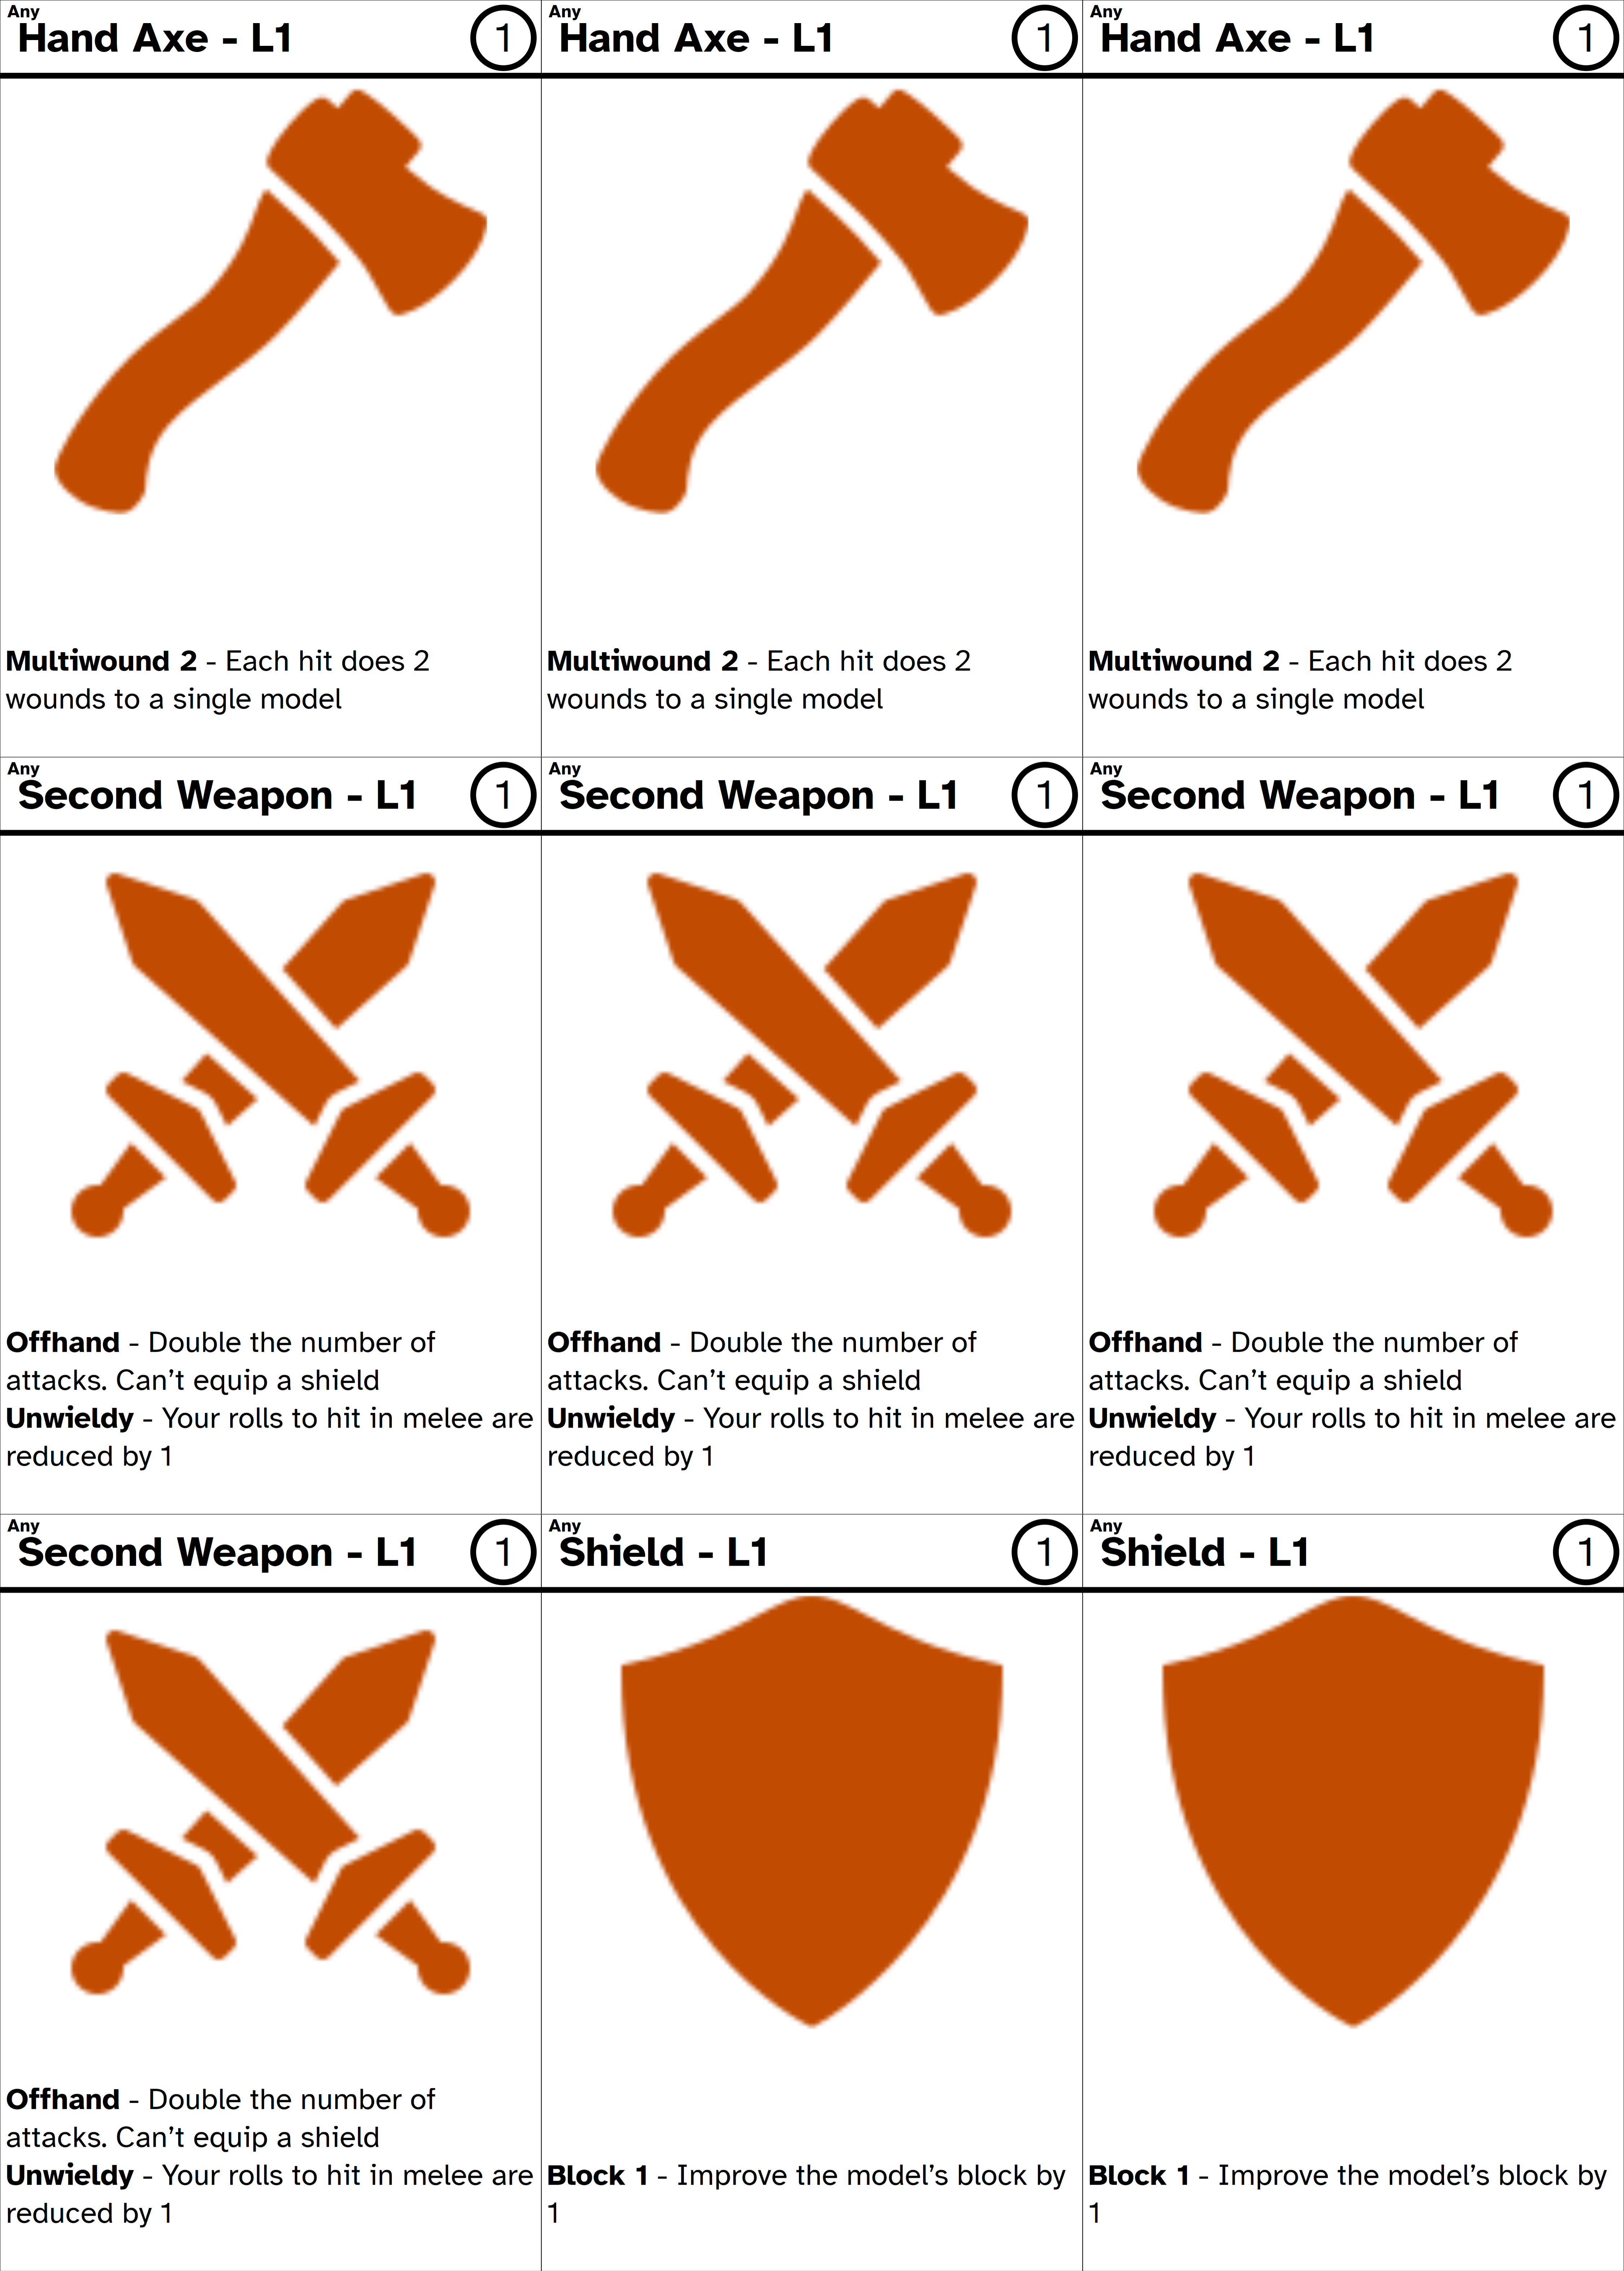 Any
Hand Axe - L1
1
Multiwound 2 - Each hit does 2
wounds to a single model
Any
Hand Axe - L1
1
Multiwound 2 - Each hit does 2
wounds to a single model
Any
Hand Axe - L1
1
Multiwound 2 - Each hit does 2
wounds to a single model
Any
Second Weapon - L1
1
Offhand - Double the number of
attacks. Can’t equip a shield
Unwieldy - Your rolls to hit in melee are
reduced by 1
Any
Second Weapon - L1
1
Offhand - Double the number of
attacks. Can’t equip a shield
Unwieldy - Your rolls to hit in melee are
reduced by 1
Any
Second Weapon - L1
1
Offhand - Double the number of
attacks. Can’t equip a shield
Unwieldy - Your rolls to hit in melee are
reduced by 1
Any
Second Weapon - L1
1
Offhand - Double the number of
attacks. Can’t equip a shield
Unwieldy - Your rolls to hit in melee are
reduced by 1
Any
Shield - L1
1
Block 1 - Improve the model’s block by
1
Any
Shield - L1
1
Block 1 - Improve the model’s block by
1